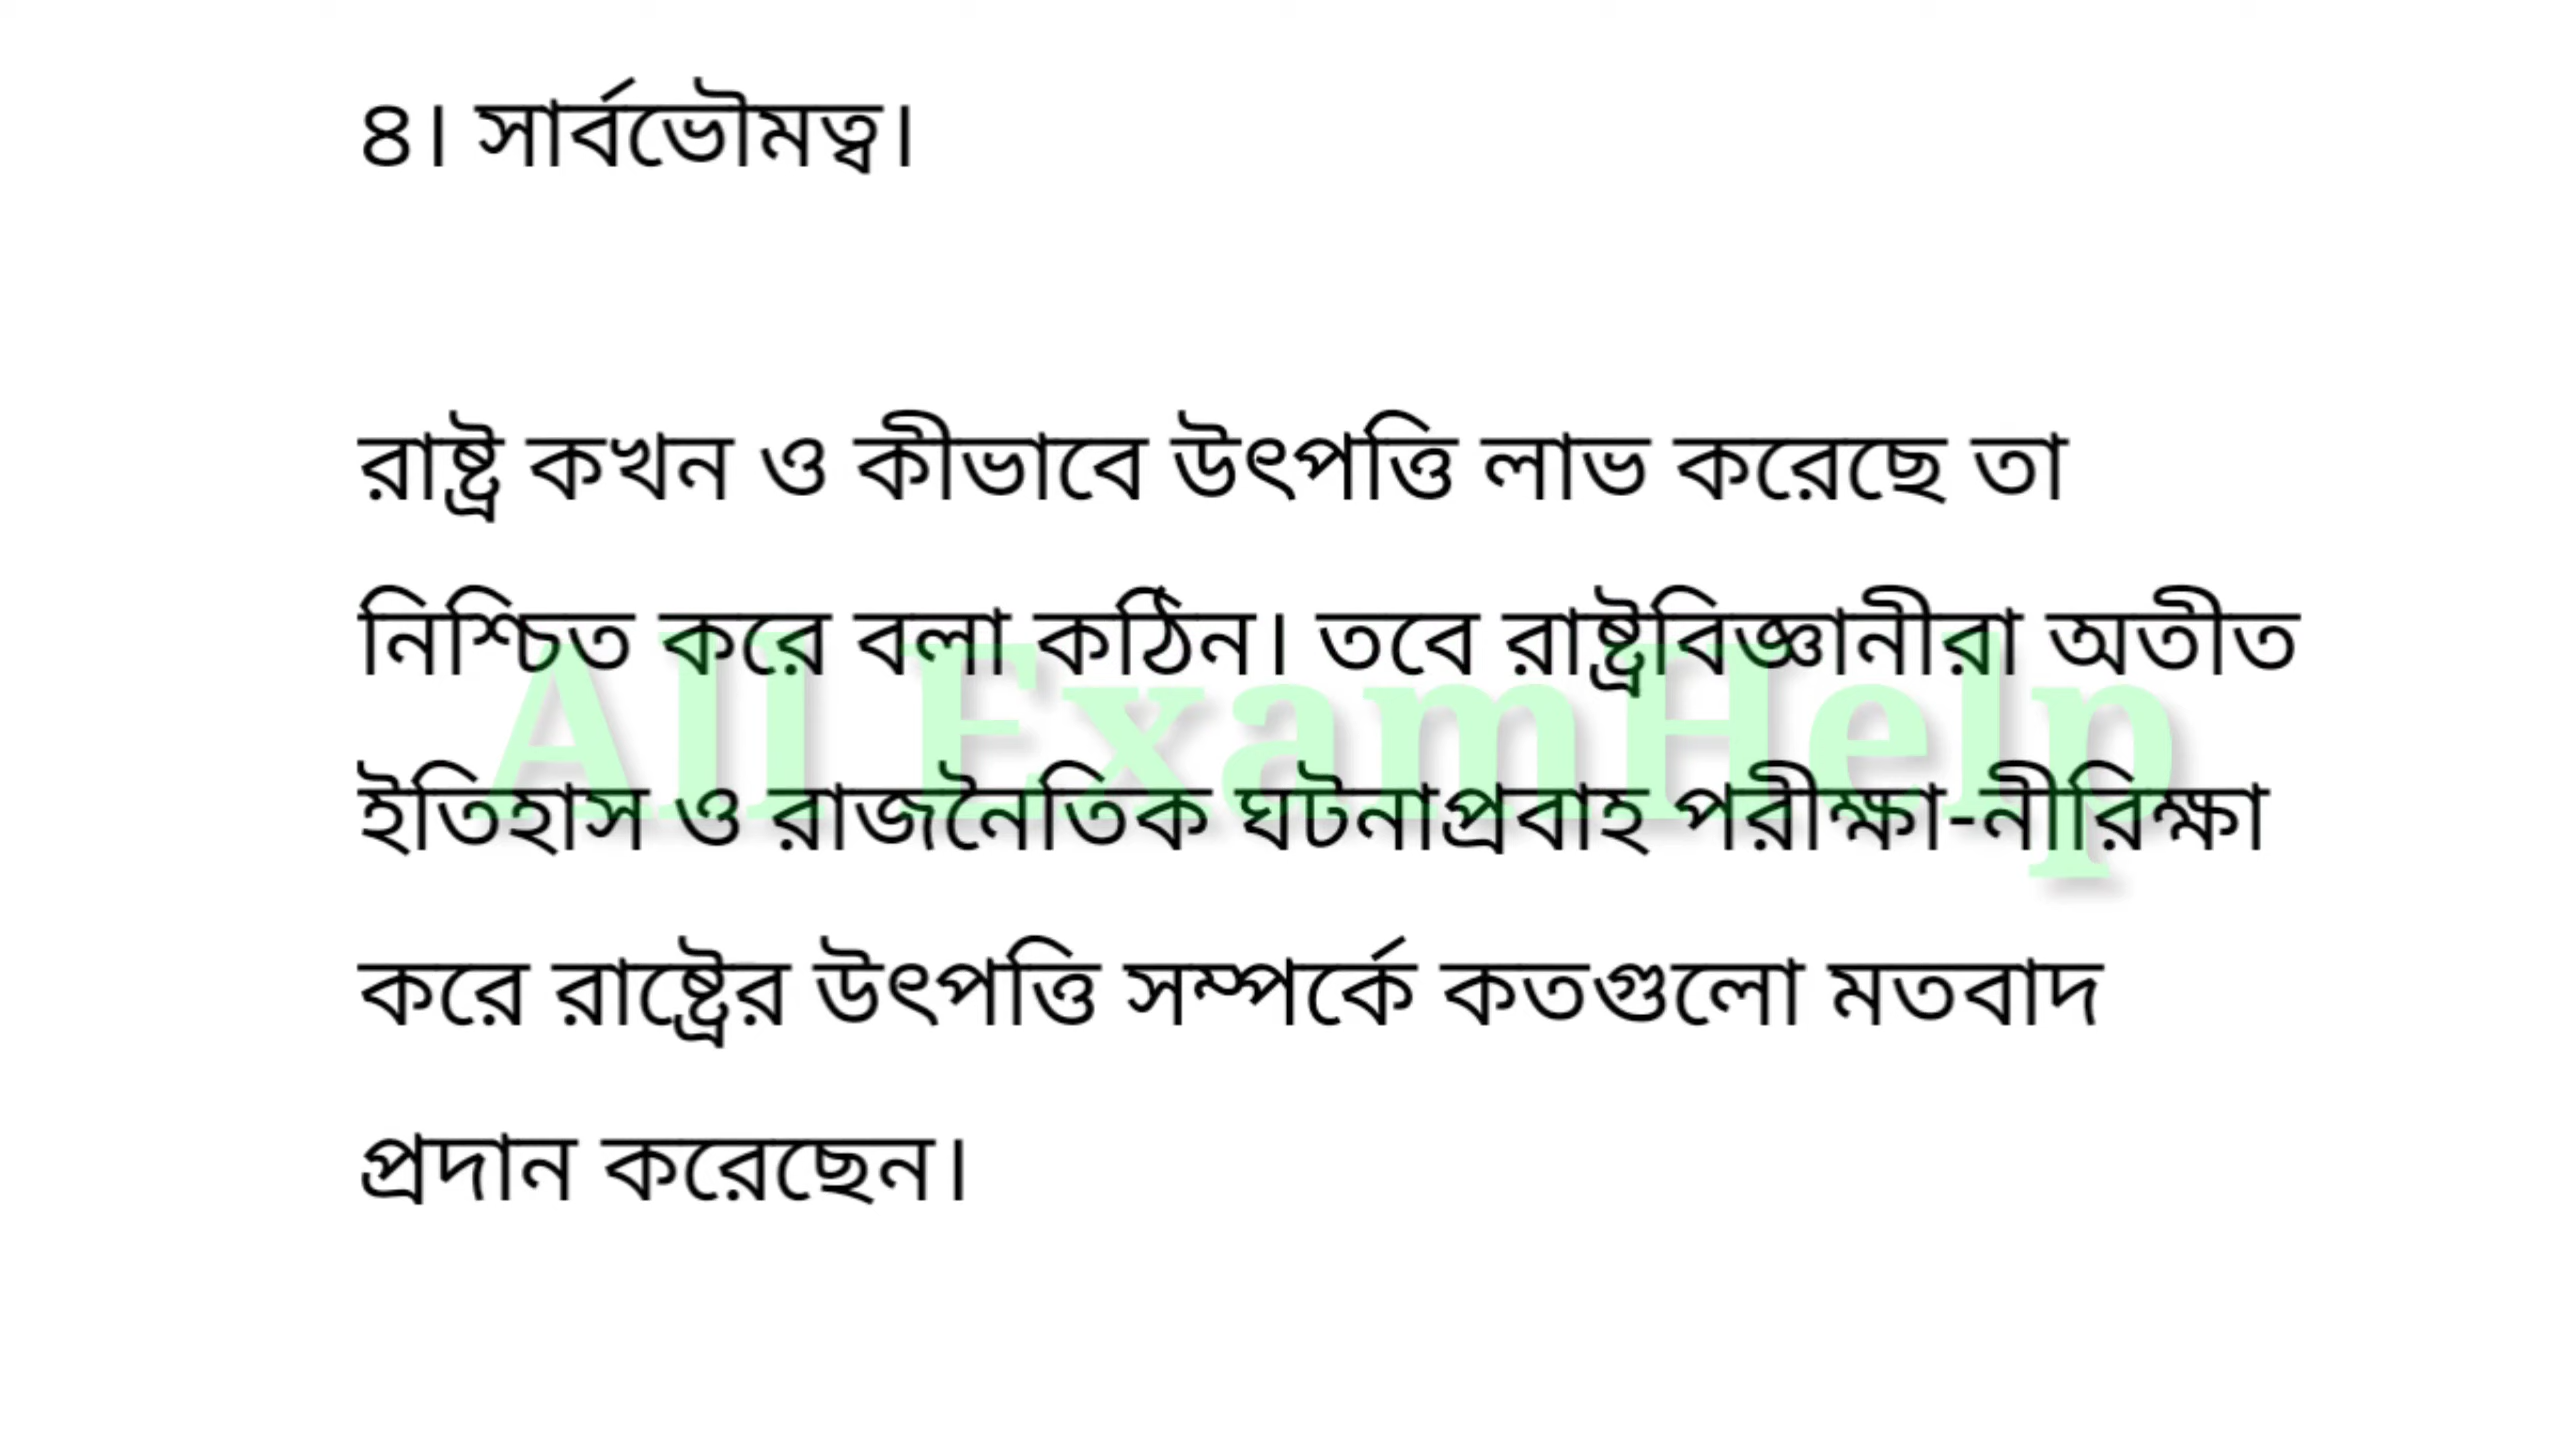 ৪। সার্বভৌমত্ব।
রাষ্ট্র কখন ও কীভাবে উৎপত্তি লাভ করেছে তা
নিশ্চিত করে বলা কঠিন। তবে রাষ্ট্রবিজ্ঞানীরা অতীত
All ExamHelp
ইতিহাস ও রাজনৈতিক ঘটনাপ্রবাহ পরীক্ষা-নীরিক্ষা
করে রাষ্ট্রের উৎপত্তি সম্পর্কে কতগুলো মতবাদ
প্রদান করেছেন।